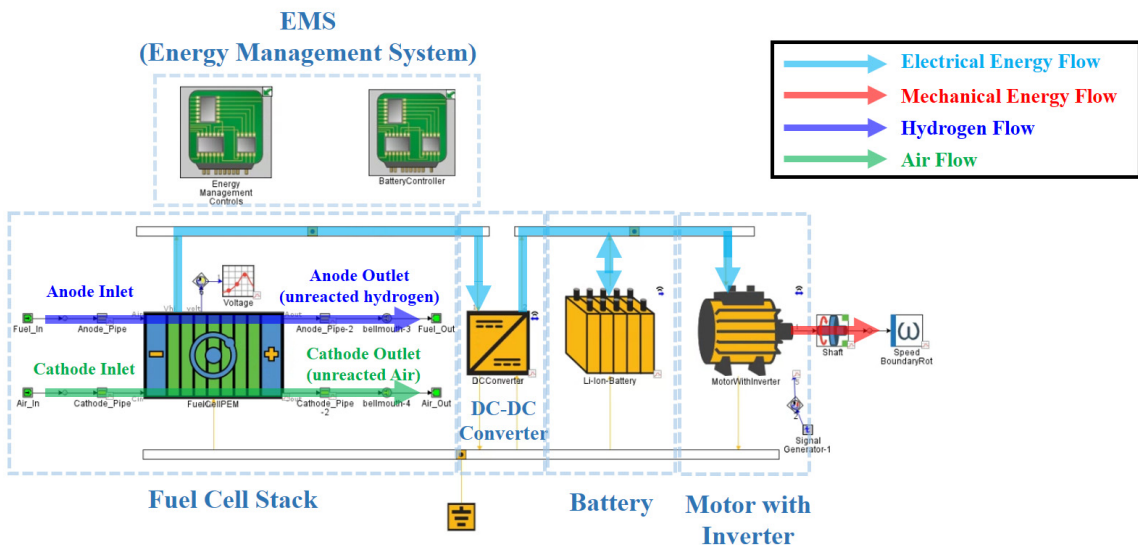 EMS
(Energy Management System)
Energy
Management
Controls
BatteryController
Electrical Energy Flow
Mechanical Energy Flow
Hydrogen Flow
Air Flow
Anode Inlet
Anode Outlet
(unreacted hydrogen)
Voltage
volt
Fuel_In
Anode_Pipe
Anode_Pipe-2
bellmouth-3
Fuel_Out
Cathode Inlet
Cathode Outlet
(unreacted Air)
Air_In
Cathode_Pipe
FuelCellPEM
Cathode_Pipe
-2
bellmouth-4
Air_Out
DCConverter
Li-Ion-Battery
MotorWithInverter
Shaft
ω
Speed
BoundaryRot
Signal
Generator-1
DC-DC
Converter
Fuel Cell Stack
Battery
Motor with
Inverter